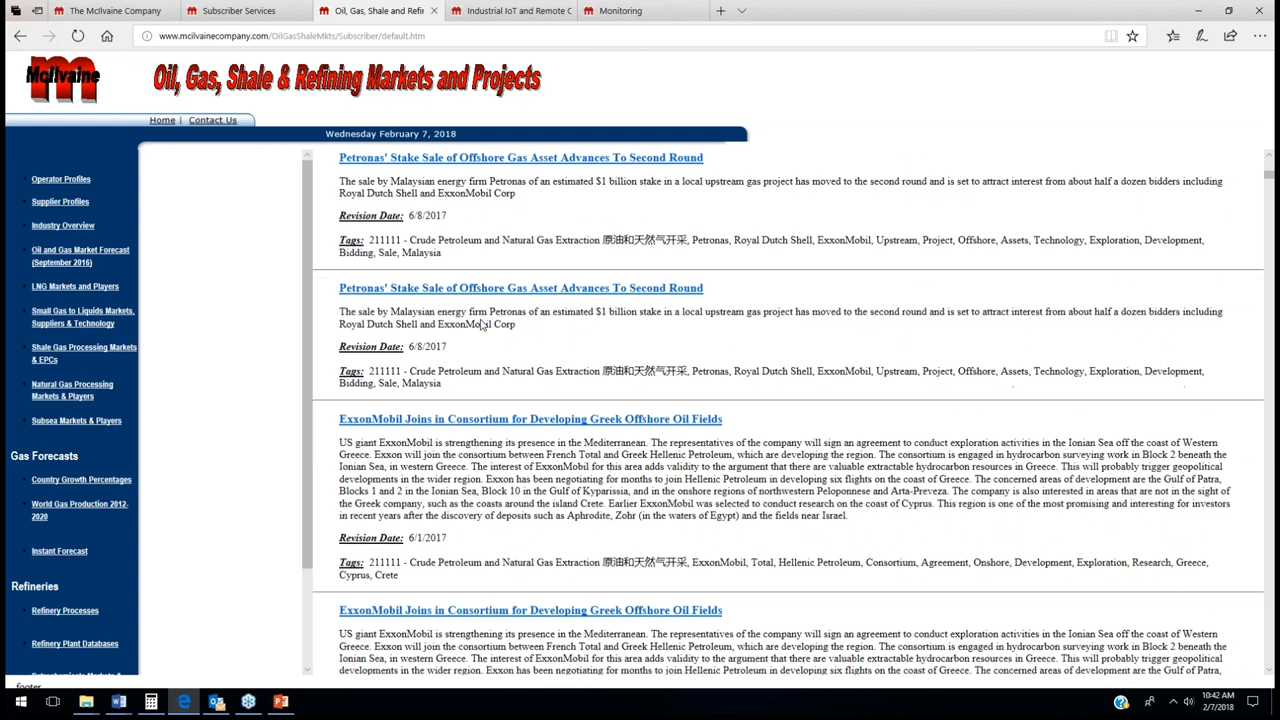 The McIlvaine Company
Subscriber Services
Oil, Gas, Shale and Refi
Industrial IoT and Remote C
Monitoring
www.mcilvainecompany.com/OilGasShaleMkts/Subscriber/default.htm
McIlvaine
Oil, Gas, Shale & Refining Markets and Projects
Home | Contact Us
Wednesday February 7, 2018
Operator Profiles
Supplier Profiles
Industry Overview
Oil and Gas Market Forecast
(September 2016)
LNG Markets and Players
Small Gas to Liquids Markets,
Suppliers & Technology
Shale Gas Processing Markets
& EPCs
Natural Gas Processing
Markets & Players
Subsea Markets & Players
Gas Forecasts
Country Growth Percentages
World Gas Production 2012-
2020
Instant Forecast
Refineries
Refinery Processes
Refinery Plant Databases
Petronas' Stake Sale of Offshore Gas Asset Advances To Second Round
The sale by Malaysian energy firm Petronas of an estimated $1 billion stake in a local upstream gas project has moved to the second round and is set to attract interest from about half a dozen bidders including
Royal Dutch Shell and ExxonMobil Corp
Revision Date: 6/8/2017
Tags: 211111 - Crude Petroleum and Natural Gas Extraction 原油和天然气开采, Petronas, Royal Dutch Shell, ExxonMobil, Upstream, Project, Offshore, Assets, Technology, Exploration, Development,
Bidding, Sale, Malaysia
Petronas' Stake Sale of Offshore Gas Asset Advances To Second Round
The sale by Malaysian energy firm Petronas of an estimated $1 billion stake in a local upstream gas project has moved to the second round and is set to attract interest from about half a dozen bidders including
Royal Dutch Shell and ExxonMobil Corp
Revision Date: 6/8/2017
Tags: 211111 - Crude Petroleum and Natural Gas Extraction 原油和天然气开采, Petronas, Royal Dutch Shell, ExxonMobil, Upstream, Project, Offshore, Assets, Technology, Exploration, Development,
Bidding, Sale, Malaysia
ExxonMobil Joins in Consortium for Developing Greek Offshore Oil Fields
US giant ExxonMobil is strengthening its presence in the Mediterranean. The representatives of the company will sign an agreement to conduct exploration activities in the Ionian Sea off the coast of Western
Greece. Exxon will join the consortium between French Total and Greek Hellenic Petroleum, which are developing the region. The consortium is engaged in hydrocarbon surveying work in Block 2 beneath the
Ionian Sea, in western Greece. The interest of ExxonMobil for this area adds validity to the argument that there are valuable extractable hydrocarbon resources in Greece. This will probably trigger geopolitical
developments in the wider region. Exxon has been negotiating for months to join Hellenic Petroleum in developing six flights on the coast of Greece. The concerned areas of development are the Gulf of Patra,
Blocks 1 and 2 in the Ionian Sea, Block 10 in the Gulf of Kyparissia, and in the onshore regions of northwestern Peloponnese and Arta-Preveza. The company is also interested in areas that are not in the sight of
the Greek company, such as the coasts around the island Crete. Earlier ExxonMobil was selected to conduct research on the coast of Cyprus. This region is one of the most promising and interesting for investors
in recent years after the discovery of deposits such as Aphrodite, Zohr (in the waters of Egypt) and the fields near Israel.
Revision Date: 6/1/2017
Tags: 211111 - Crude Petroleum and Natural Gas Extraction 原油和天然气开采, ExxonMobil, Total, Hellenic Petroleum, Consortium, Agreement, Onshore, Development, Exploration, Research, Greece,
Cyprus, Crete
ExxonMobil Joins in Consortium for Developing Greek Offshore Oil Fields
US giant ExxonMobil is strengthening its presence in the Mediterranean. The representatives of the company will sign an agreement to conduct exploration activities in the Ionian Sea off the coast of Western
Greece. Exxon will join the consortium between French Total and Greek Hellenic Petroleum, which are developing the region. The consortium is engaged in hydrocarbon surveying work in Block 2 beneath the
Ionian Sea, in western Greece. The interest of ExxonMobil for this area adds validity to the argument that there are valuable extractable hydrocarbon resources in Greece. This will probably trigger geopolitical
developments in the wider region. Exxon has been negotiating for months to join Hellenic Petroleum in developing six flights on the coast of Greece. The concerned areas of development are the Gulf of Patra,
footer
10:42 AM
2/7/2018